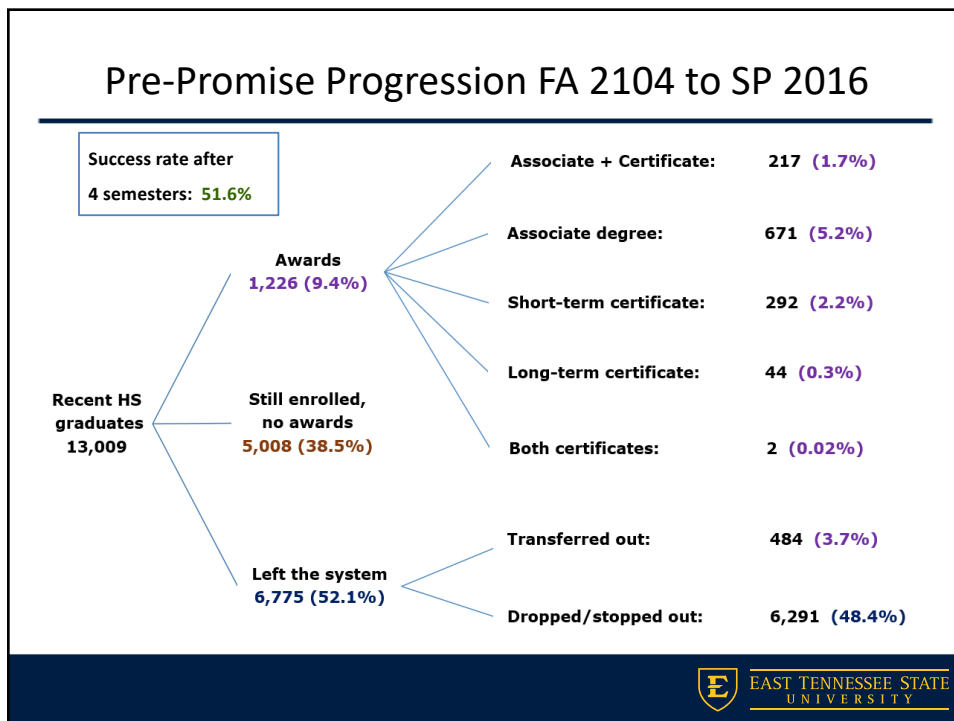 Pre-Promise Progression FA 2104 to SP 2016
Success rate after
4 semesters: 51.6%
Recent HS
graduates
13,009
Awards
1,226 (9.4%)
Associate + Certificate: 217 (1.7%)
Associate degree: 671 (5.2%)
Short-term certificate: 292 (2.2%)
Long-term certificate: 44 (0.3%)
Both certificates: 2 (0.02%)
Still enrolled,
no awards
5,008 (38.5%)
Left the system
6,775 (52.1%)
Transferred out: 484 (3.7%)
Dropped/stopped out: 6,291 (48.4%)
E
EAST TENNESSEE STATE
UNIVERSITY